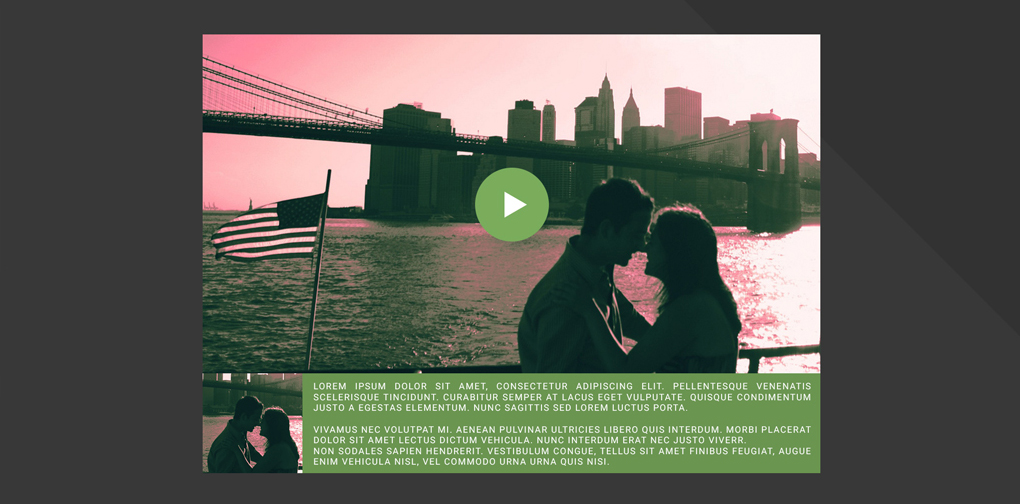 LOREM IPSUM DOLOR SIT AMET, CONSECTETUR ADIPISCING ELIT. PELLENTESQUE VENENATIS
SCELERISQUE TINCIDUNT. CURABITUR SEMPER AT LACUS EGET VULPUTATE. QUISQUE CONDIMENTUM
JUSTO A EGESTAS ELEMENTUM. NUNC SAGITTIS SED LOREM LUCTUS PORTA.
VIVAMUS NEC VOLUTPAT MI. AENEAN PULVINAR ULTRICIES LIBERO QUIS INTERDUM. MORBI PLACERAT
DOLOR SIT AMET LECTUS DICTUM VEHICULA. NUNC INTERDUM ERAT NEC JUSTO VIVERR.
NON SODALES SAPIEN HENDRERIT. VESTIBULUM CONGUE, TELLUS SIT AMET FINIBUS FEUGIAT, AUGUE
ENIM VEHICULA NISL, VEL COMMODO URNA URNA QUIS NISI.